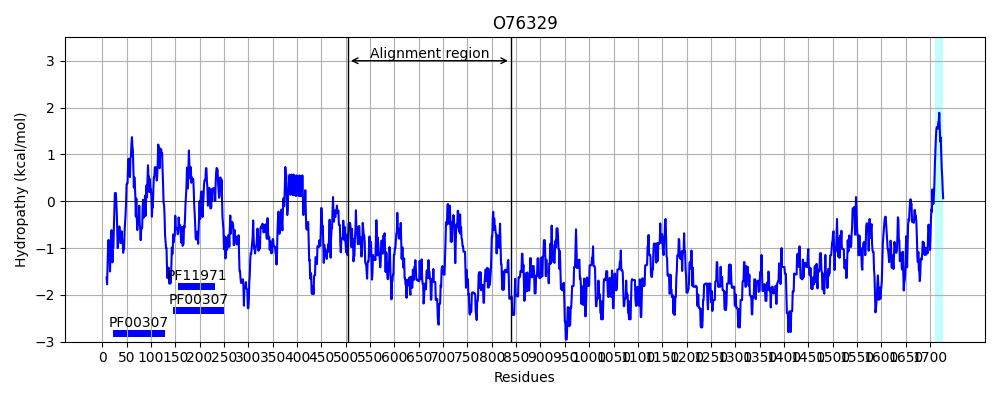 O76329
Alignment region
Hydropathy (kcal/mol)
3
2
1
0
−1
−2
−3
PF11971
PF00307
PF00307
0 50 100 150 200 250 300 350 400 450 500 550 600 650 700 750 800 850 900 950 1000 1050 1100 1150 1200 1250 1300 1350 1400 1450 1500 1550 1600 1650 1700
Residues